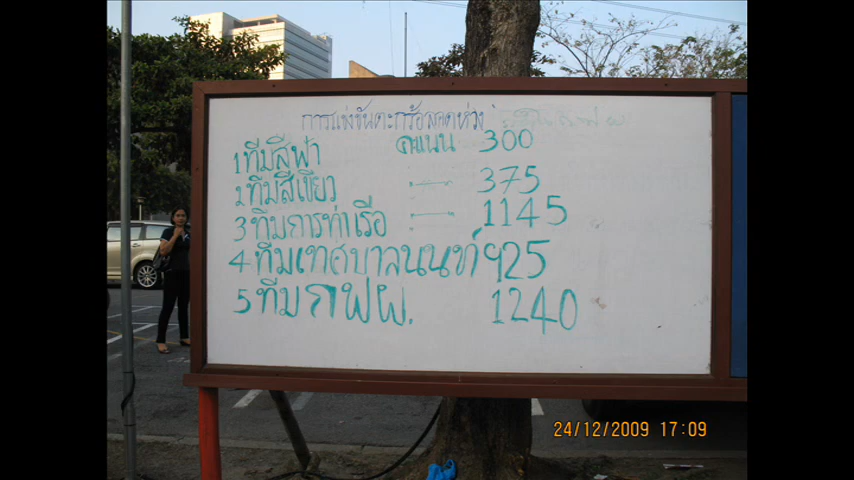 การแข่งขันตะกร้อลอดห่วง
1 ทีมสีฟ้า คะแนน 300
2 ทีมสีเขียว –"– 375
3 ทีมการท่าเรือ –"– 1145
4 ทีมเทศบาลนนท์ฯ 925
5 ทีมกฟผ. 1240
24/12/2009 17:09